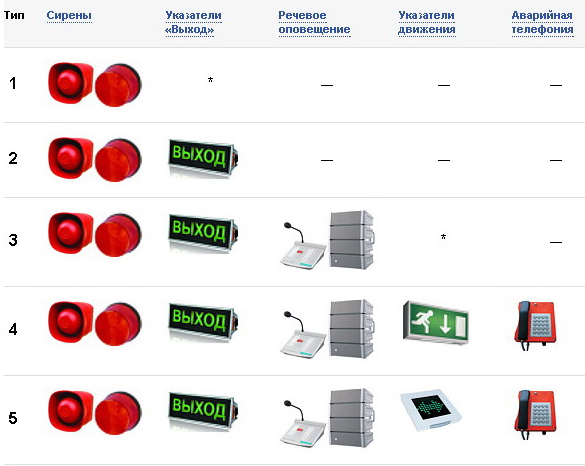 Тип Сирены Указатели «Выход» Речевое оповещение Указатели движения Аварийная телефония
1 * — — —
2 ВЫХОД — — —
3 ВЫХОД * —
4 ВЫХОД
5 ВЫХОД